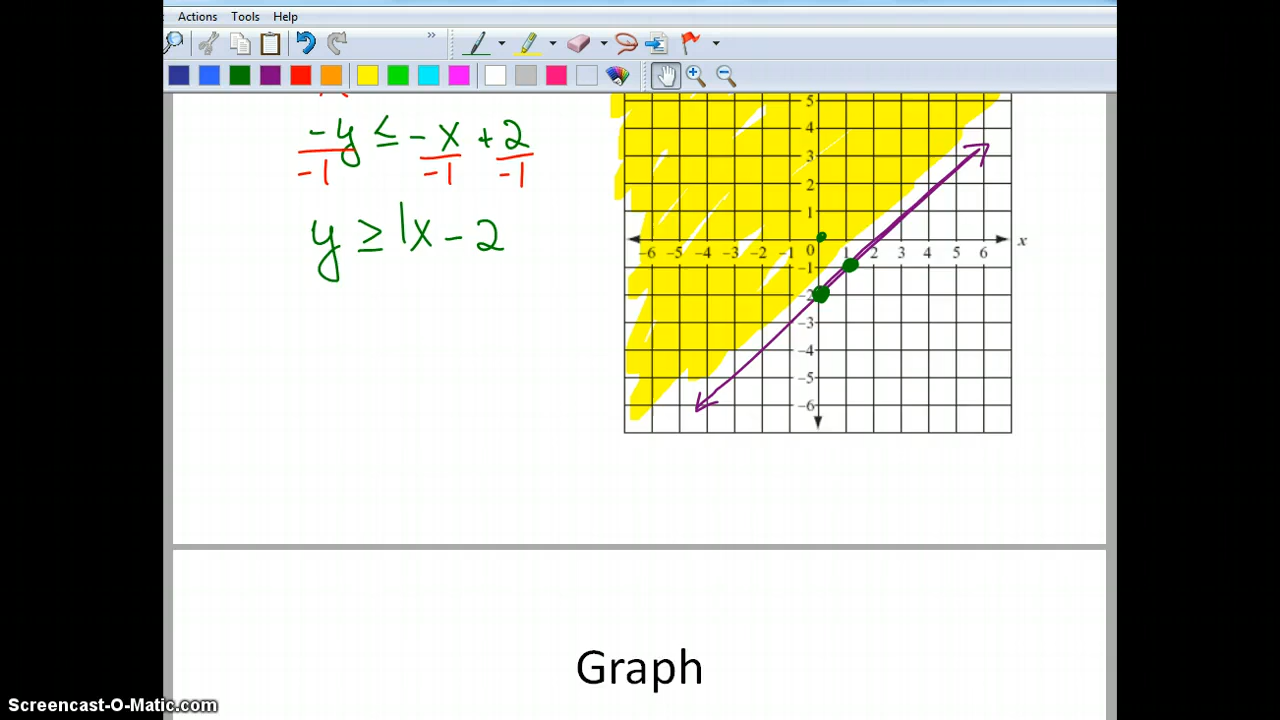 Actions Tools Help
»
-y ≤ -x + 2
-1 -1 -1
y ≥ 1x - 2
5
4
3
2
1
0
-6 -5 -4 -3 -2 -1 1 2 3 4 5 6 x
-1
-2
-3
-4
-5
-6
Graph
Screencast-O-Matic.com